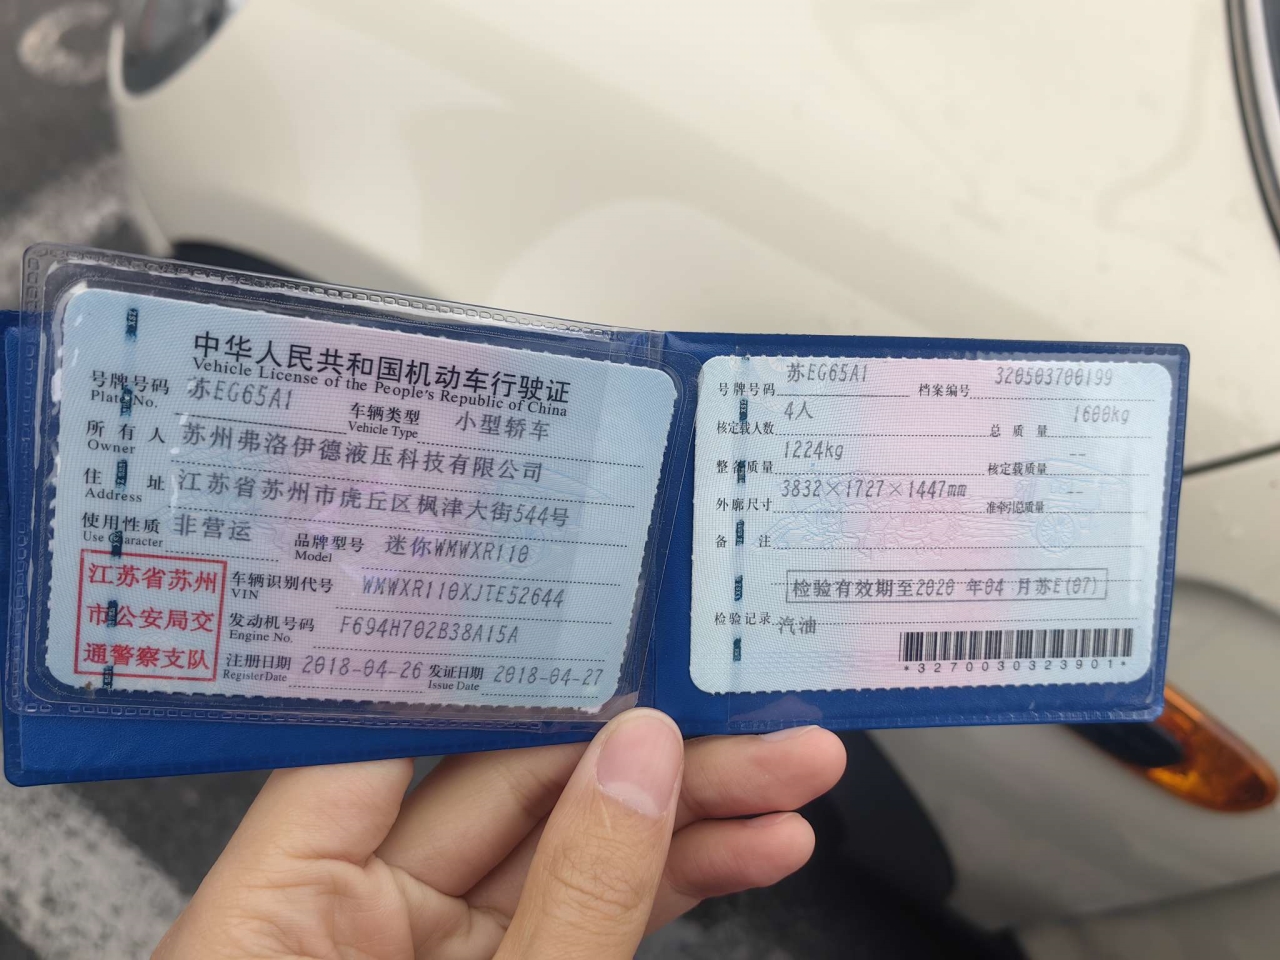 中华人民共和国机动车行驶证
Vehicle License of the People's Republic of China
号牌号码 苏EG65A1 车辆类型 小型轿车
Plate No. Vehicle Type
所有人 苏州弗洛伊德液压科技有限公司
Owner
住址 江苏省苏州市虎丘区枫津大街544号
Address
使用性质 非营运 品牌型号 迷你WMWXR110
Use Character Model
江苏省苏州
市公安局交
通警察支队
车辆识别代号 WMWXR110XJTE52644
VIN
发动机号码 F694H702B38A15A
Engine No.
注册日期 2018-04-26 发证日期 2018-04-27
Register Date Issue Date
号牌号码 苏EG65A1 档案编号 320503700199
核定载人数 4人 总质量 1600kg
整备质量 1224kg 核定载质量 --
外廓尺寸 3832×1727×1447mm 准牵引总质量 --
备注
检验有效期至2020 年04 月苏E(07)
检验记录 汽油
*3270030323901*